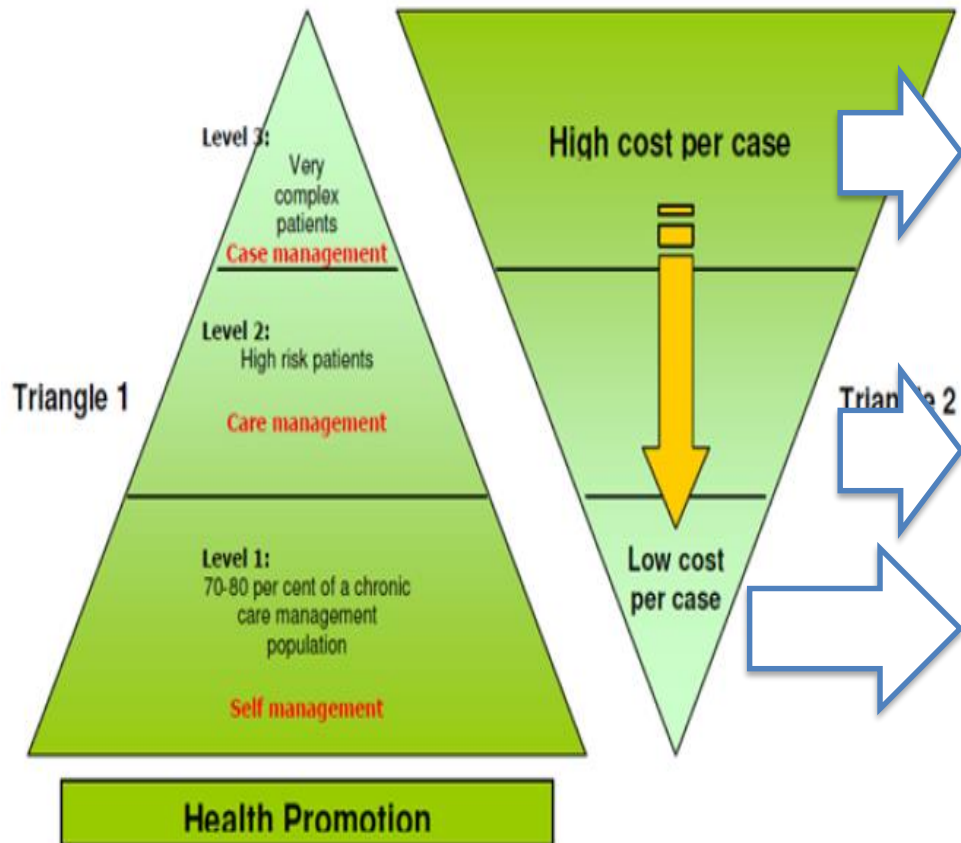 Level 3:
Very
complex
patients
Case management
Level 2:
High risk patients
Care management
Triangle 1
Level 1:
70-80 per cent of a chronic
care management
population
Self management
Health Promotion
High cost per case
Triangle 2
Low cost
per case